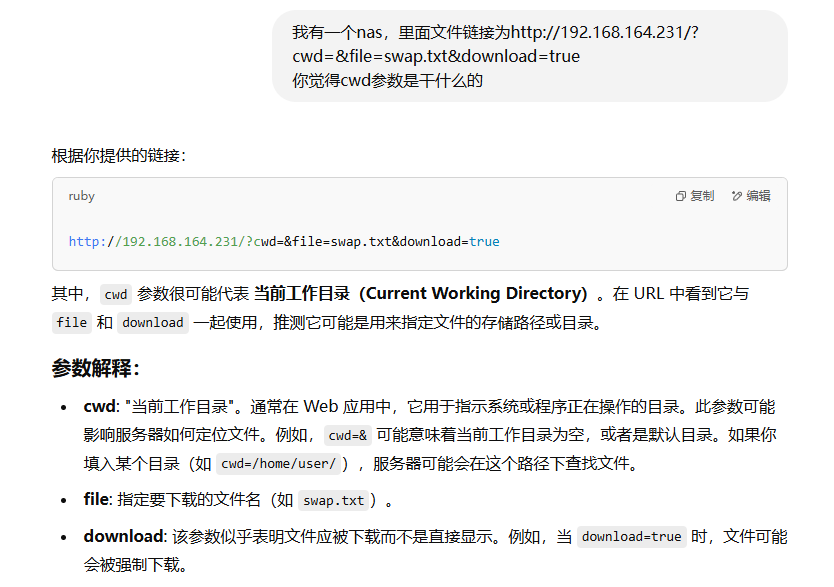 我有一个nas，里面文件链接为http://192.168.164.231/?
cwd=&file=swap.txt&download=true
你觉得cwd参数是干什么的
根据你提供的链接：
ruby 复制 编辑
http://192.168.164.231/?cwd=&file=swap.txt&download=true
其中， cwd 参数很可能代表 当前工作目录（Current Working Directory）。在 URL 中看到它与
file 和 download 一起使用，推测它可能是用来指定文件的存储路径或目录。
参数解释：
• cwd: "当前工作目录"。通常在 Web 应用中，它用于指示系统或程序正在操作的目录。此参数可能
影响服务器如何定位文件。例如， cwd=& 可能意味着当前工作目录为空，或者是默认目录。如果你
填入某个目录（如 cwd=/home/user/ ），服务器可能会在这个路径下查找文件。
• file: 指定要下载的文件名（如 swap.txt ）。
• download: 该参数似乎表明文件应被下载而不是直接显示。例如，当 download=true 时，文件可能
会被强制下载。